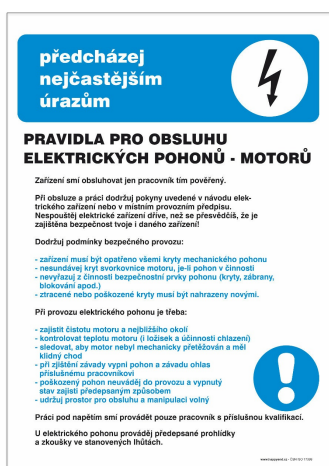 předcházej
nejčastějším
úrazům
PRAVIDLA PRO OBSLUHU
ELEKTRICKÝCH POHONŮ - MOTORŮ
Zařízení smí obsluhovat jen pracovník tím pověřený.
Při obsluze a práci dodržuj pokyny uvedené v návodu elek-
trického zařízení nebo v místním provozním předpisu.
Nespouštěj elektrické zařízení dříve, než se přesvědčíš, že je
zajištěna bezpečnost tvoje i daného zařízení!
Dodržuj podmínky bezpečného provozu:
- zařízení musí být opatřeno všemi kryty mechanického pohonu
- nesundávej kryt svorkovnice motoru, je-li pohon v činnosti
- nevyřazuj z činnosti bezpečnostní prvky pohonu (kryty, zábrany,
blokování apod.)
- ztracené nebo poškozené kryty musí být nahrazeny novými.
Při provozu elektrického pohonu je třeba:
- zajistit čistotu motoru a nejbližšího okolí
- kontrolovat teplotu motoru (i ložisek a účinnosti chlazení)
- sledovat, aby motor nebyl mechanicky přetěžován a měl
klidný chod
- při zjištění závady vypni pohon a závadu ohlas
příslušnému pracovníkovi
- poškozený pohon neuváděj do provozu a vypnutý
stav zajisti předepsaným způsobem
- udržuj prostor pro obsluhu a manipulaci volný
Práci pod napětím smí provádět pouze pracovník s příslušnou kvalifikací.
U elektrického pohonu prováděj předepsané prohlídky
a zkoušky ve stanovených lhůtách.